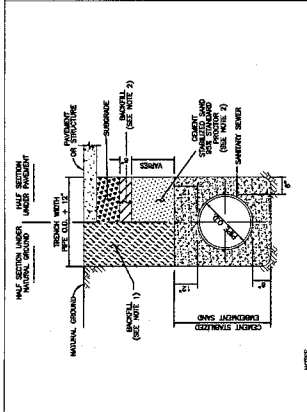 HALF SECTION UNDER
NATURAL GROUND
HALF SECTION
UNDER PAVEMENT
TRENCH WIDTH
PIPE O.D. + 12"
PAVEMENT
OR STRUCTURE
NATURAL GROUND
SUBGRADE
BACKFILL
(SEE NOTE 2)
BACKFILL
(SEE NOTE 1)
VARIES
CEMENT
STABILIZED SAND
95% STANDARD
PROCTOR
(SEE NOTE 2)
SANITARY SEWER
PIPE O.D.
12"
6"
6"
CEMENT STABILIZED
EMBEDMENT SAND
NOTES